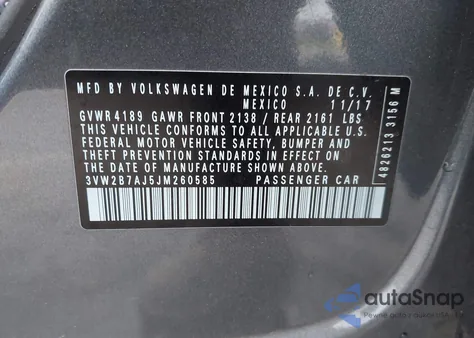 MFD BY VOLKSWAGEN DE MEXICO S.A. DE C.V.
MEXICO 11/17
GVWR 4189 GAWR FRONT 2138 / REAR 2161 LBS
THIS VEHICLE CONFORMS TO ALL APPLICABLE U.S.
FEDERAL MOTOR VEHICLE SAFETY, BUMPER AND
THEFT PREVENTION STANDARDS IN EFFECT ON
THE DATE OF MANUFACTURE SHOWN ABOVE.
3VW2B7AJ5JM260585 PASSENGER CAR
4826213 3156 M
autoSnap